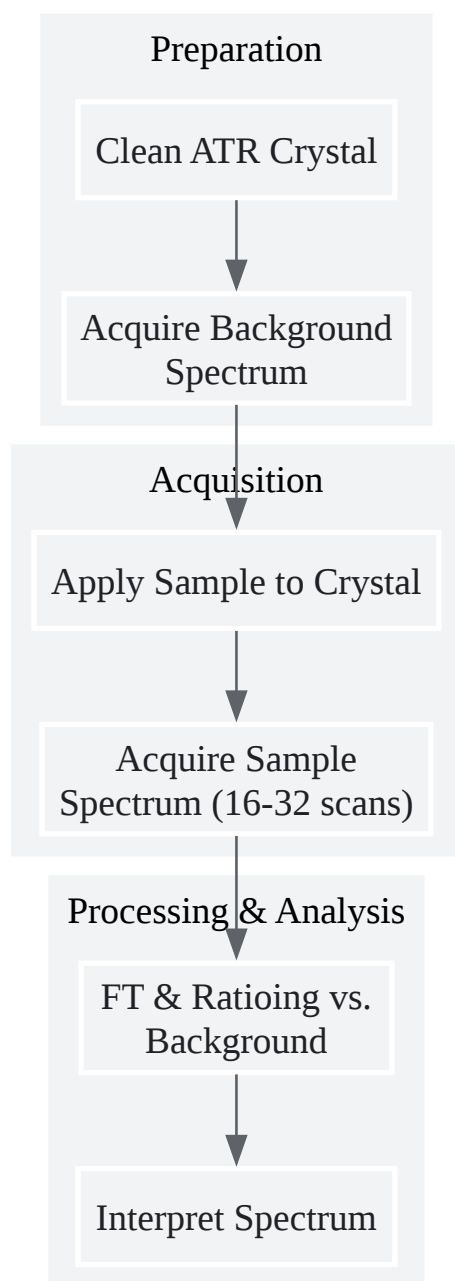 Preparation
Clean ATR Crystal
Acquire Background
Spectrum
Acquisition
Apply Sample to Crystal
Acquire Sample
Spectrum (16-32 scans)
Processing & Analysis
FT & Ratioing vs.
Background
Interpret Spectrum